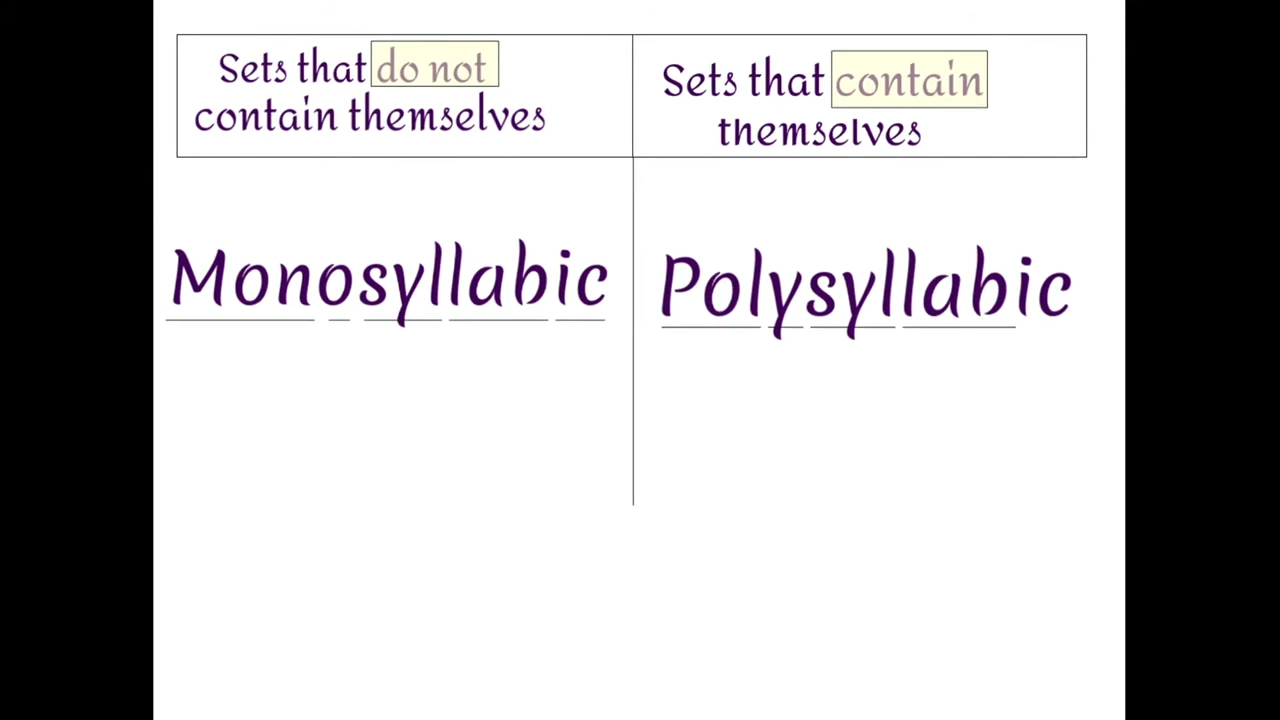 Sets that do not
contain themselves
Sets that contain
themselves
Monosyllabic
Polysyllabic